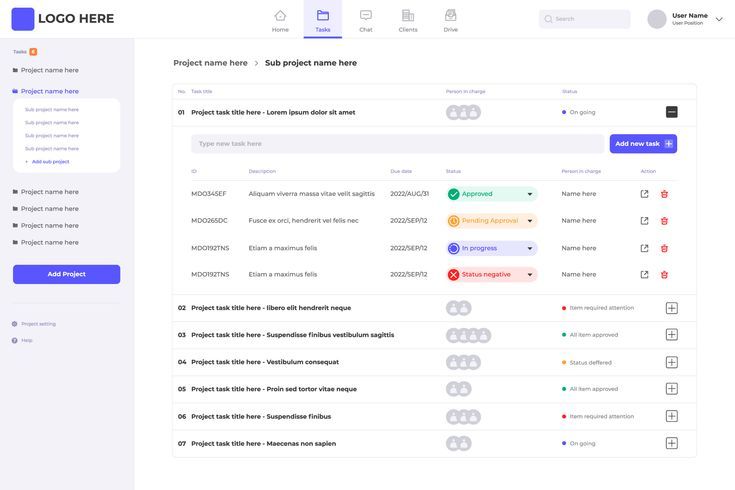 LOGO HERE
Home
Tasks
Chat
Clients
Drive
Search
User Name
User Position
Tasks 6
Project name here
Project name here
Sub project name here
Sub project name here
Sub project name here
Sub project name here
+ Add sub project
Project name here
Project name here
Project name here
Project name here
Add Project
Project setting
? Help
Project name here > Sub project name here
No. Task title Person in charge Status
01 Project task title here - Lorem ipsum dolor sit amet On going
Type new task here Add new task
ID Description Due date Status Person in charge Action
MDO345EF Aliquam viverra massa vitae velit sagittis 2022/AUG/31 Approved Name here
MDO265DC Fusce ex orci, hendrerit vel felis nec 2022/SEP/12 Pending Approval Name here
MDO192TNS Etiam a maximus felis 2022/SEP/12 In progress Name here
MDO192TNS Etiam a maximus felis 2022/SEP/12 Status negative Name here
02 Project task title here - libero elit hendrerit neque Item required attention
03 Project task title here - Suspendisse finibus vestibulum sagittis All item approved
04 Project task title here - Vestibulum consequat Status deffered
05 Project task title here - Proin sed tortor vitae neque All item approved
06 Project task title here - Suspendisse finibus Item required attention
07 Project task title here - Maecenas non sapien On going